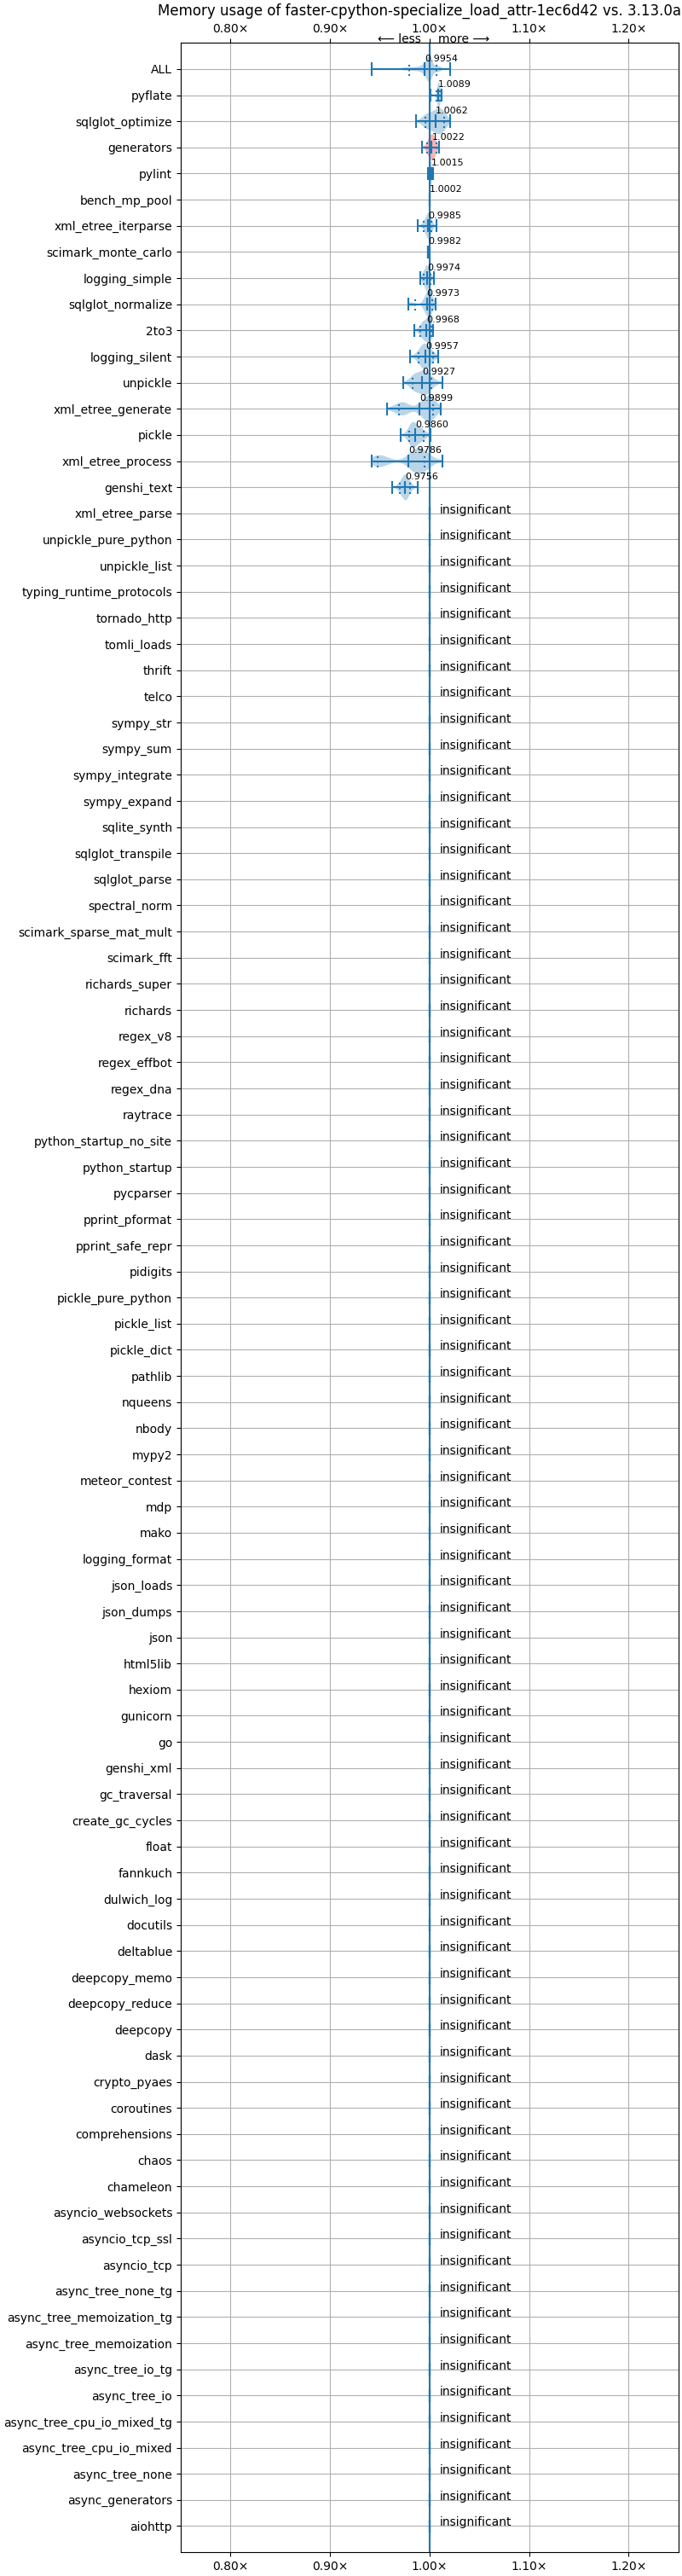 Memory usage of faster-cpython-specialize_load_attr-1ec6d42 vs. 3.13.0a
0.80× 0.90× 1.00× 1.10× 1.20×
⟵ less more ⟶
ALL 0.9954
pyflate 1.0089
sqlglot_optimize 1.0062
generators 1.0022
pylint 1.0015
bench_mp_pool 1.0002
xml_etree_iterparse 0.9985
scimark_monte_carlo 0.9982
logging_simple 0.9974
sqlglot_normalize 0.9973
2to3 0.9968
logging_silent 0.9957
unpickle 0.9927
xml_etree_generate 0.9899
pickle 0.9860
xml_etree_process 0.9786
genshi_text 0.9756
xml_etree_parse insignificant
unpickle_pure_python insignificant
unpickle_list insignificant
typing_runtime_protocols insignificant
tornado_http insignificant
tomli_loads insignificant
thrift insignificant
telco insignificant
sympy_str insignificant
sympy_sum insignificant
sympy_integrate insignificant
sympy_expand insignificant
sqlite_synth insignificant
sqlglot_transpile insignificant
sqlglot_parse insignificant
spectral_norm insignificant
scimark_sparse_mat_mult insignificant
scimark_fft insignificant
richards_super insignificant
richards insignificant
regex_v8 insignificant
regex_effbot insignificant
regex_dna insignificant
raytrace insignificant
python_startup_no_site insignificant
python_startup insignificant
pycparser insignificant
pprint_pformat insignificant
pprint_safe_repr insignificant
pidigits insignificant
pickle_pure_python insignificant
pickle_list insignificant
pickle_dict insignificant
pathlib insignificant
nqueens insignificant
nbody insignificant
mypy2 insignificant
meteor_contest insignificant
mdp insignificant
mako insignificant
logging_format insignificant
json_loads insignificant
json_dumps insignificant
json insignificant
html5lib insignificant
hexiom insignificant
gunicorn insignificant
go insignificant
genshi_xml insignificant
gc_traversal insignificant
create_gc_cycles insignificant
float insignificant
fannkuch insignificant
dulwich_log insignificant
docutils insignificant
deltablue insignificant
deepcopy_memo insignificant
deepcopy_reduce insignificant
deepcopy insignificant
dask insignificant
crypto_pyaes insignificant
coroutines insignificant
comprehensions insignificant
chaos insignificant
chameleon insignificant
asyncio_websockets insignificant
asyncio_tcp_ssl insignificant
asyncio_tcp insignificant
async_tree_none_tg insignificant
async_tree_memoization_tg insignificant
async_tree_memoization insignificant
async_tree_io_tg insignificant
async_tree_io insignificant
async_tree_cpu_io_mixed_tg insignificant
async_tree_cpu_io_mixed insignificant
async_tree_none insignificant
async_generators insignificant
aiohttp insignificant
0.80× 0.90× 1.00× 1.10× 1.20×